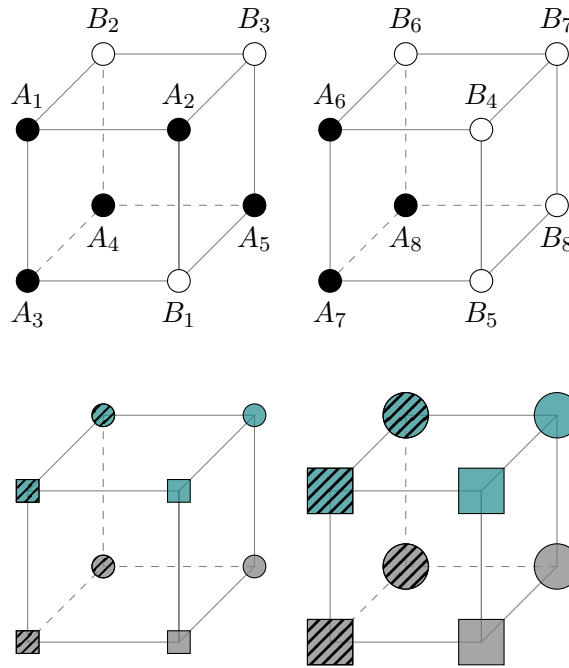 B₂ B₃ B₆ B₇
A₁ A₂ A₆ B₄
A₄ A₅ A₈ B₈
A₃ B₁ A₇ B₅